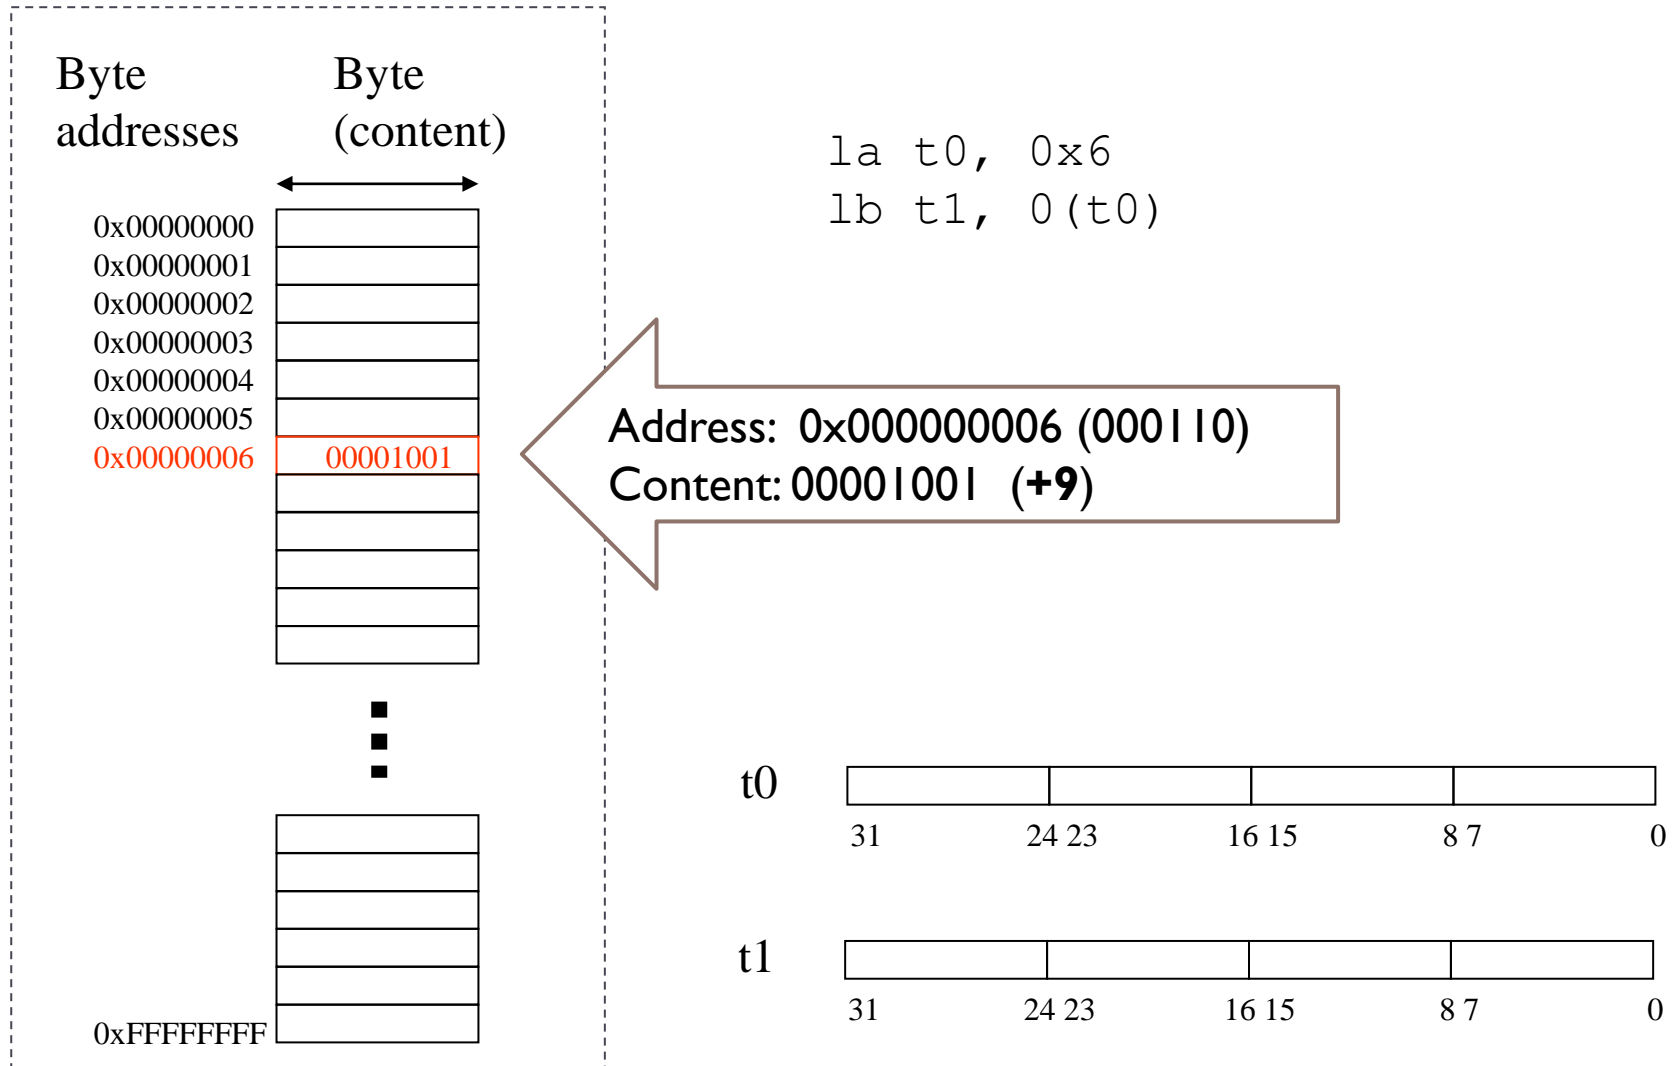 Byte addresses
Byte (content)
la t0, 0x6
lb t1, 0(t0)
0x00000000
0x00000001
0x00000002
0x00000003
0x00000004
0x00000005
0x00000006 00001001
Address: 0x000000006 (000110)
Content: 00001001 (+9)
t0
31 24 23 16 15 8 7 0
t1
31 24 23 16 15 8 7 0
0xFFFFFFFF